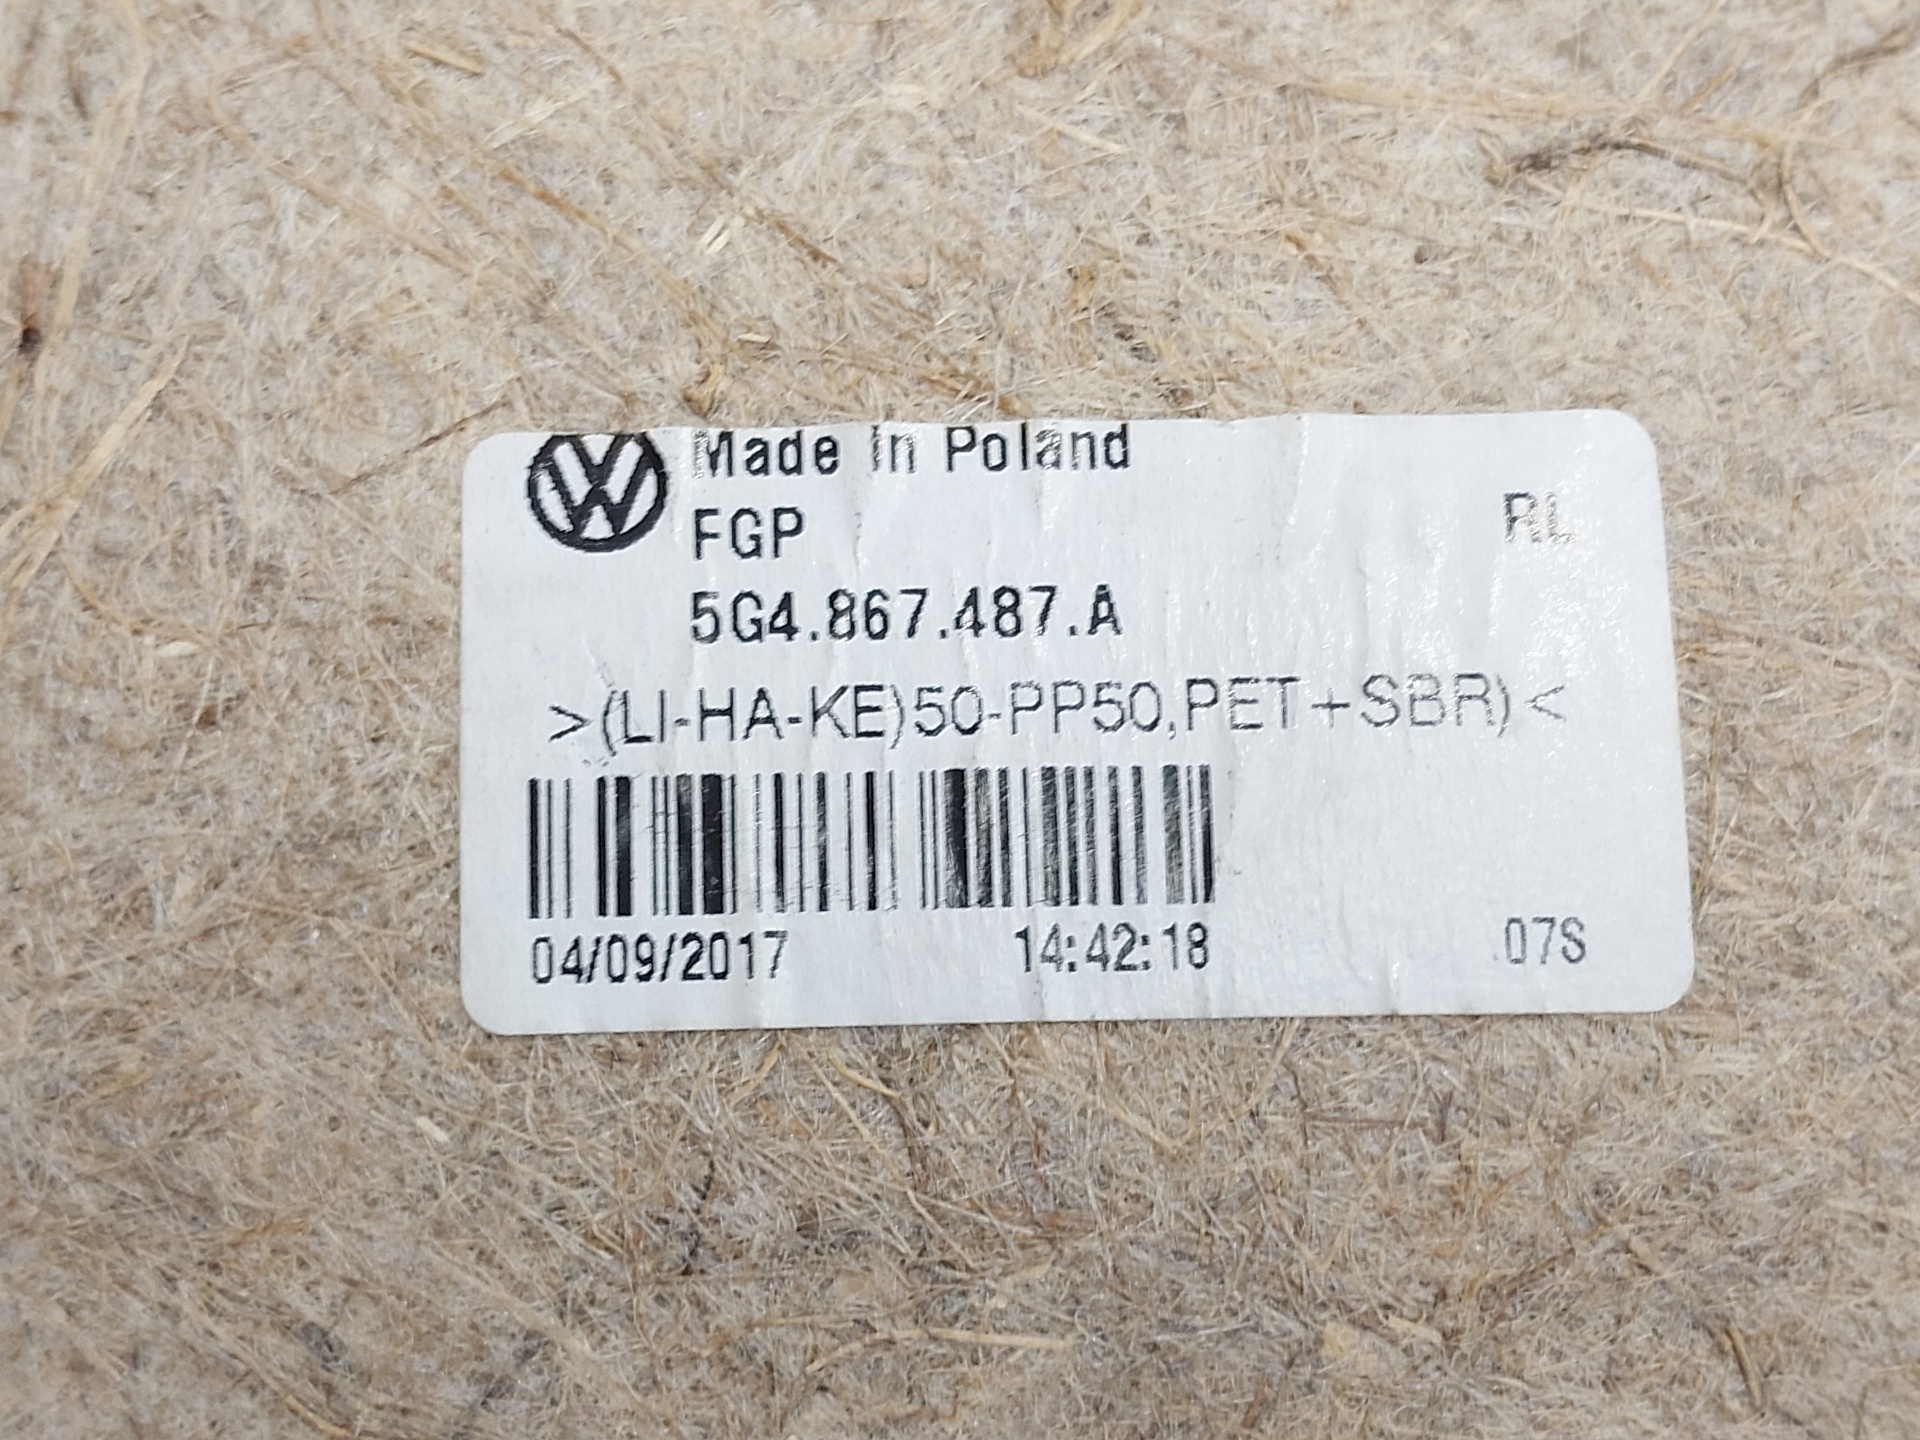 Made in Poland
FGP
RL
5G4.867.487.A
>(LI-HA-KE)50-PP50,PET+SBR)<
04/09/2017 14:42:18 .07S